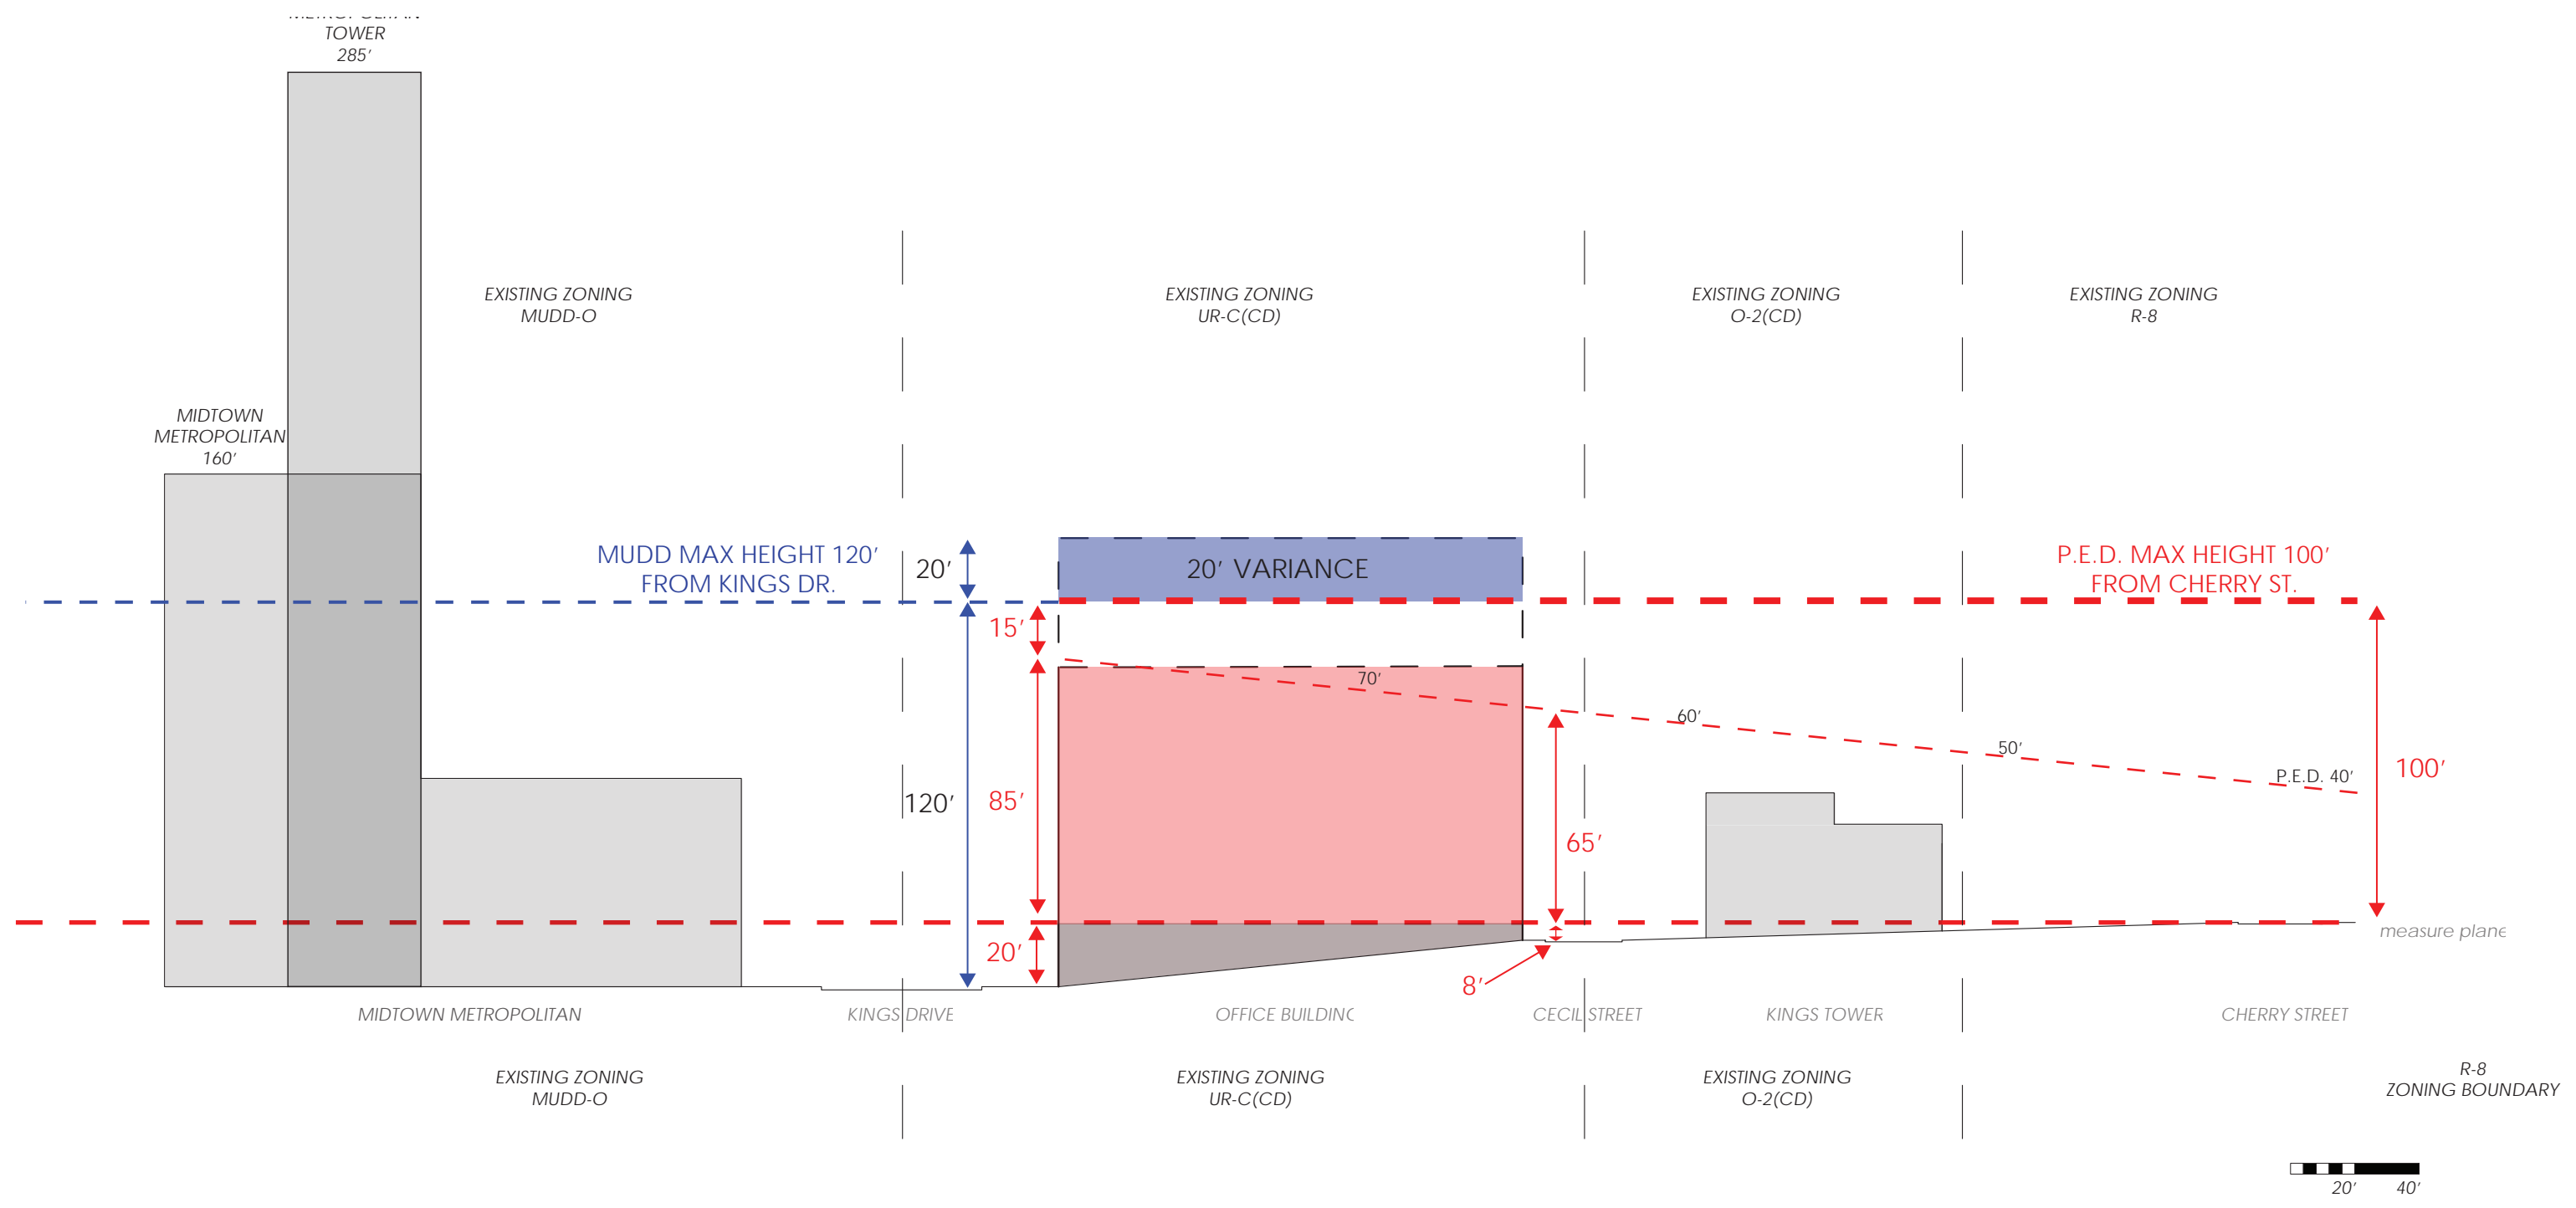 TOWER
285'
EXISTING ZONING
MUDD-O
EXISTING ZONING
UR-C(CD)
EXISTING ZONING
O-2(CD)
EXISTING ZONING
R-8
MIDTOWN
METROPOLITAN
160'
MUDD MAX HEIGHT 120'
FROM KINGS DR.
20'
20' VARIANCE
P.E.D. MAX HEIGHT 100'
FROM CHERRY ST.
15'
70'
60'
50'
P.E.D. 40'
100'
120'
85'
65'
20'
8'
measure plane
MIDTOWN METROPOLITAN
KINGS DRIVE
OFFICE BUILDING
CECIL STREET
KINGS TOWER
CHERRY STREET
EXISTING ZONING
MUDD-O
EXISTING ZONING
UR-C(CD)
EXISTING ZONING
O-2(CD)
R-8
ZONING BOUNDARY
20' 40'